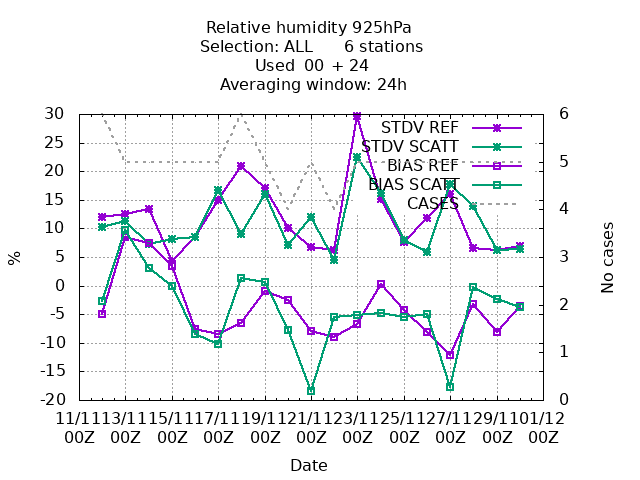 Relative humidity 925hPa
Selection: ALL 6 stations
Used 00 + 24
Averaging window: 24h
30
25
20
15
10
5
0
-5
-10
-15
-20
%
6
5
4
3
2
1
0
No cases
STDV REF
STDV SCATT
BIAS REF
BIAS SCATT
CASES
11/11 13/11 15/11 17/11 19/11 21/11 23/11 25/11 27/11 29/11 01/12
00Z 00Z 00Z 00Z 00Z 00Z 00Z 00Z 00Z 00Z 00Z
Date